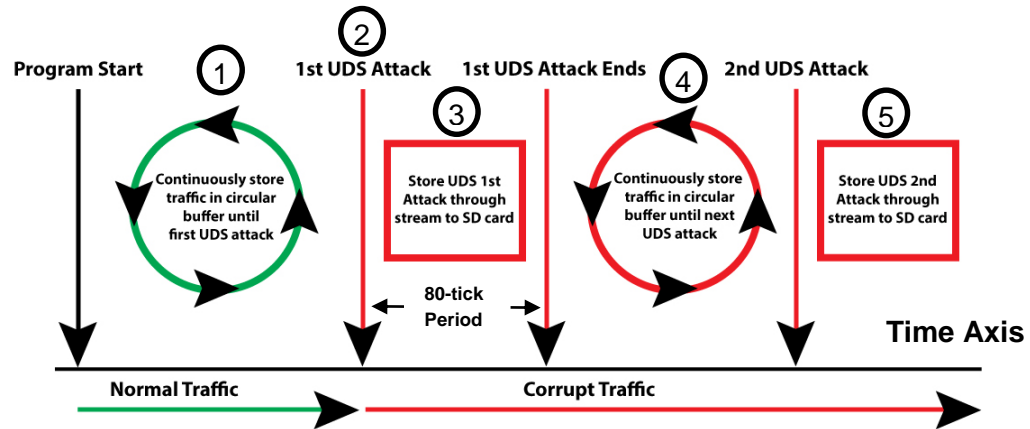 Program Start
1
2
1st UDS Attack
1st UDS Attack Ends
4
2nd UDS Attack
3
5
Continuously store
traffic in circular
buffer until
first UDS attack
Store UDS 1st
Attack through
stream to SD card
Continuously store
traffic in circular
buffer until next
UDS attack
Store UDS 2nd
Attack through
stream to SD card
80-tick
Period
Time Axis
Normal Traffic
Corrupt Traffic